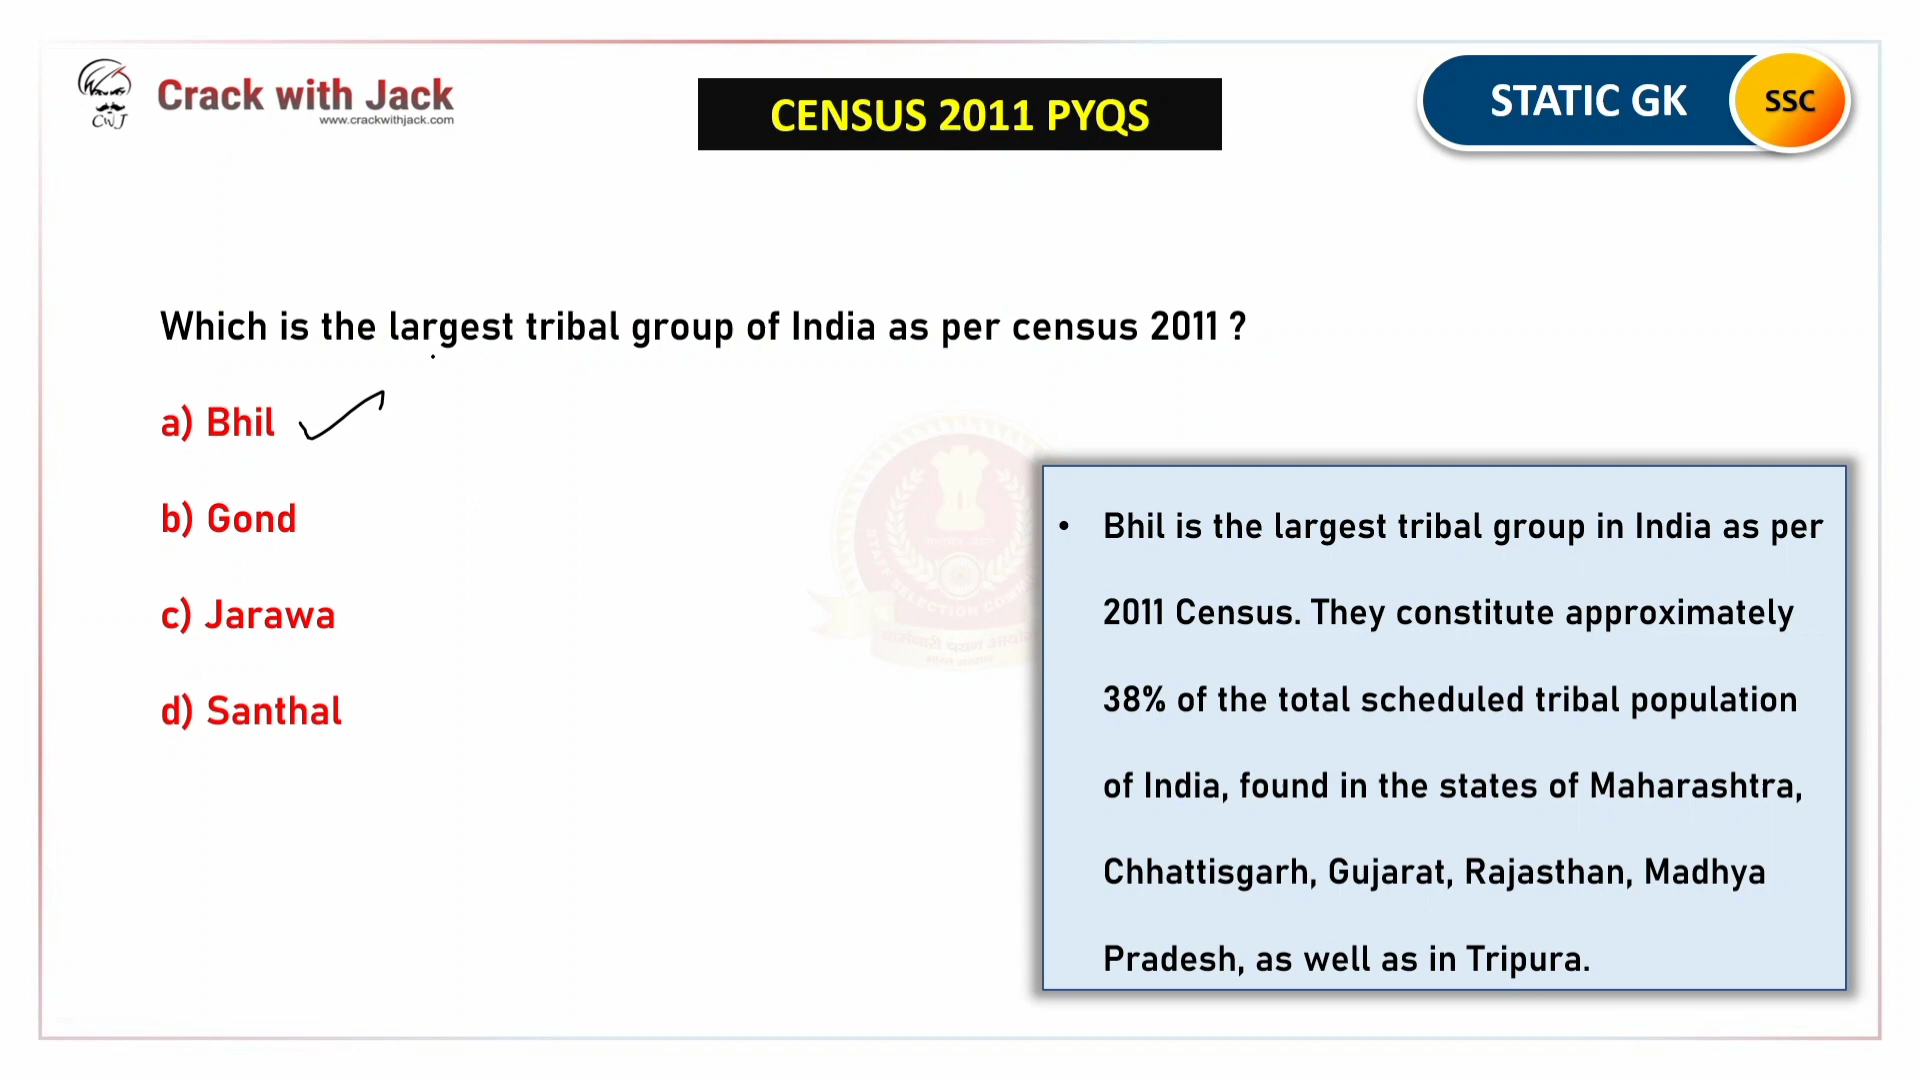 Crack with Jack
www.crackwithjack.com
CWJ
CENSUS 2011 PYQS
STATIC GK
SSC
Which is the largest tribal group of India as per census 2011 ?
a) Bhil
b) Gond
c) Jarawa
d) Santhal
• Bhil is the largest tribal group in India as per
2011 Census. They constitute approximately
38% of the total scheduled tribal population
of India, found in the states of Maharashtra,
Chhattisgarh, Gujarat, Rajasthan, Madhya
Pradesh, as well as in Tripura.